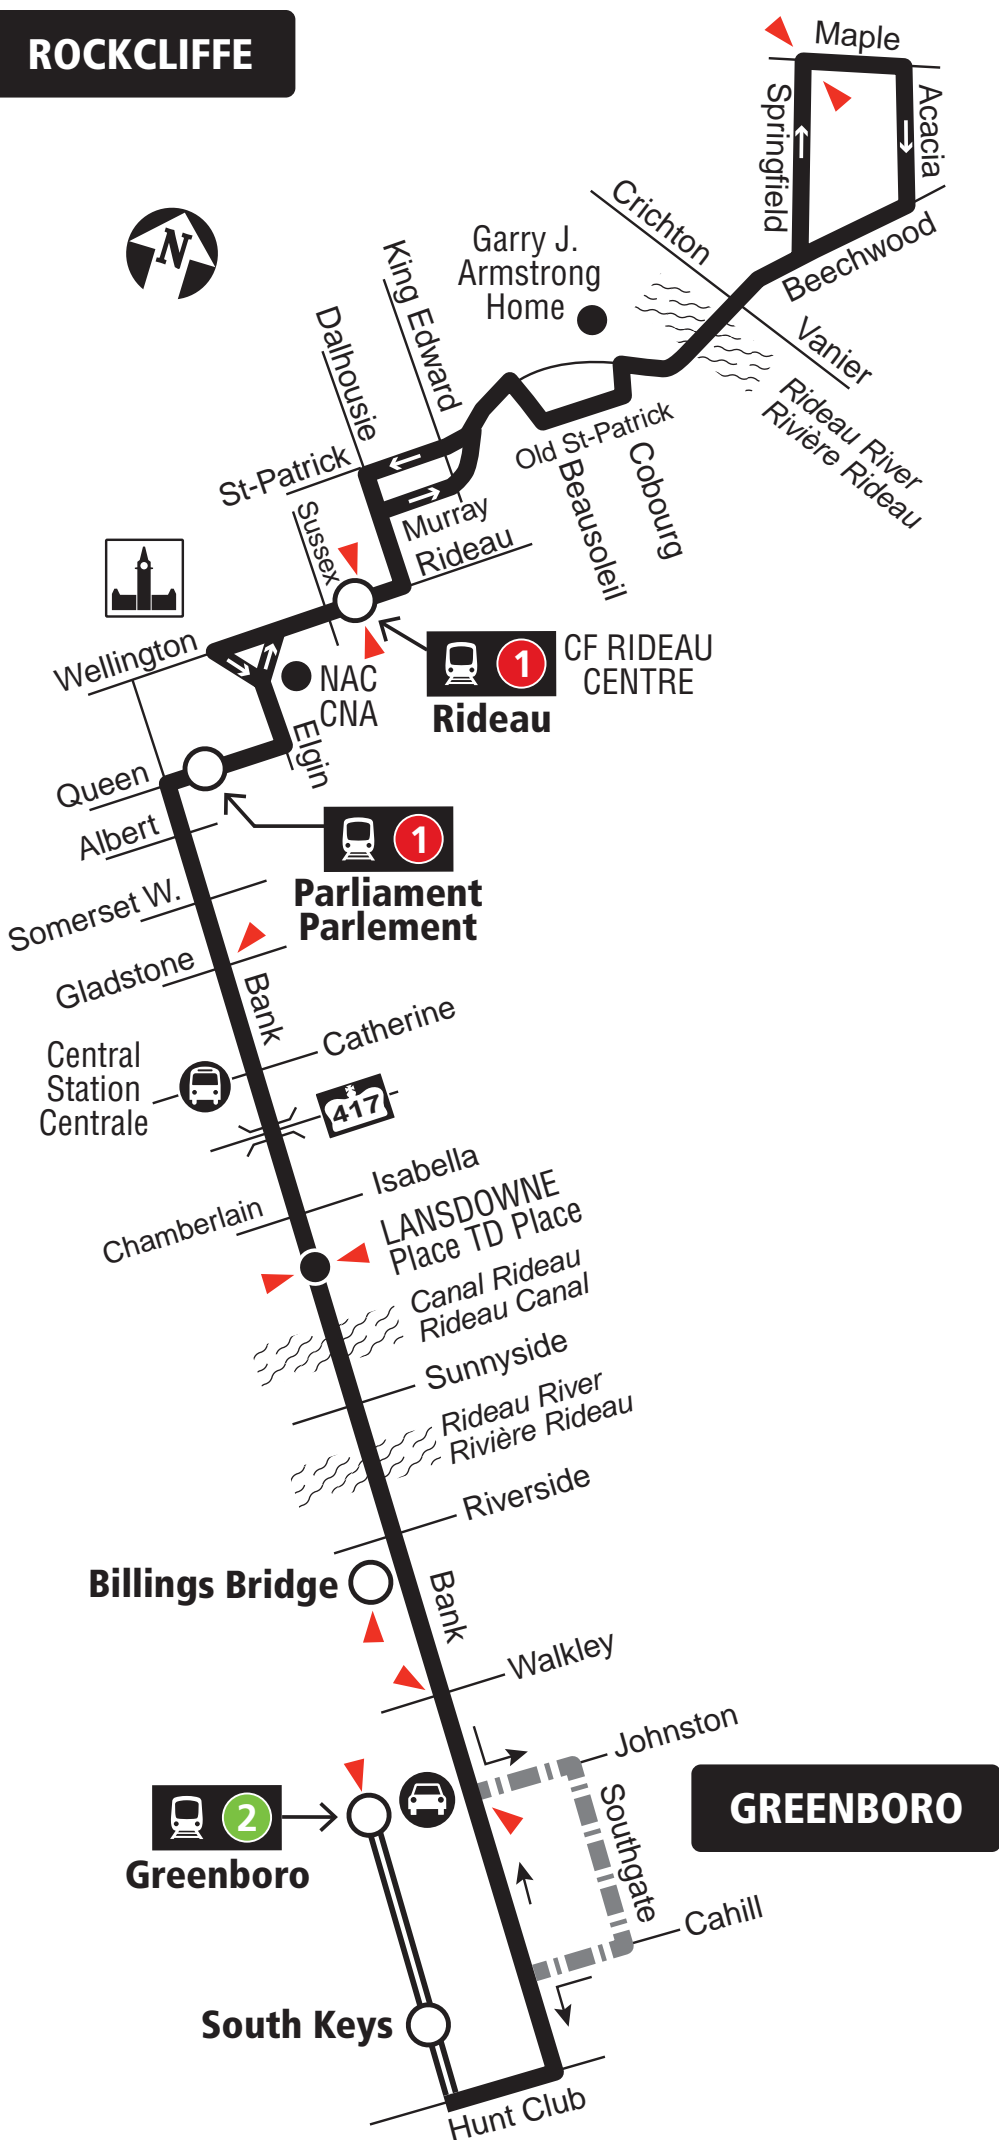 ROCKCLIFFE
Maple
Springfield
Acacia
Beechwood
Crichton
Vanier
Garry J.
Armstrong
Home
N
King Edward
Dalhousie
Rideau River
Rivière Rideau
Old St-Patrick
St-Patrick
Cobourg
Beausoleil
Murray
Sussex
Rideau
Wellington
1
CF RIDEAU
CENTRE
Rideau
NAC
CNA
Elgin
Queen
Albert
1
Parliament
Parlement
Somerset W.
Gladstone
Bank
Catherine
Central
Station
Centrale
417
Isabella
Chamberlain
LANSDOWNE
Place TD Place
Canal Rideau
Rideau Canal
Sunnyside
Rideau River
Rivière Rideau
Riverside
Billings Bridge
Bank
Walkley
Johnston
Southgate
GREENBORO
2
Greenboro
Cahill
South Keys
Hunt Club